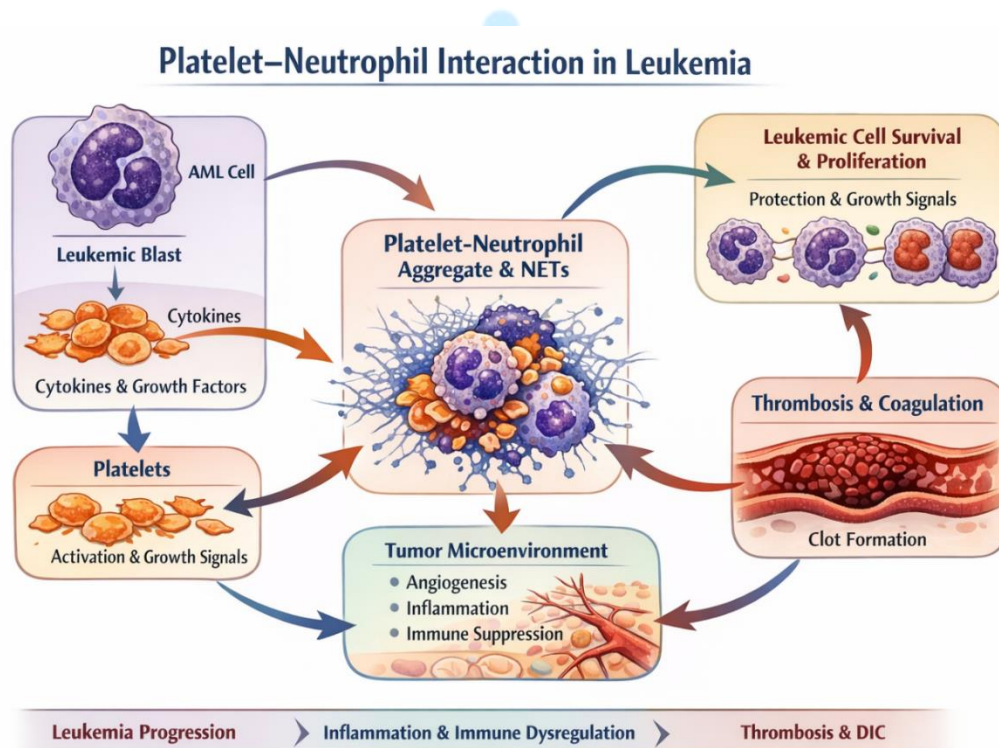 Platelet–Neutrophil Interaction in Leukemia
AML Cell
Leukemic Blast
Cytokines
Cytokines & Growth Factors
Platelets
Activation & Growth Signals
Platelet-Neutrophil
Aggregate & NETs
Tumor Microenvironment
• Angiogenesis
• Inflammation
• Immune Suppression
Leukemic Cell Survival
& Proliferation
Protection & Growth Signals
Thrombosis & Coagulation
Clot Formation
Leukemia Progression
Inflammation & Immune Dysregulation
Thrombosis & DIC